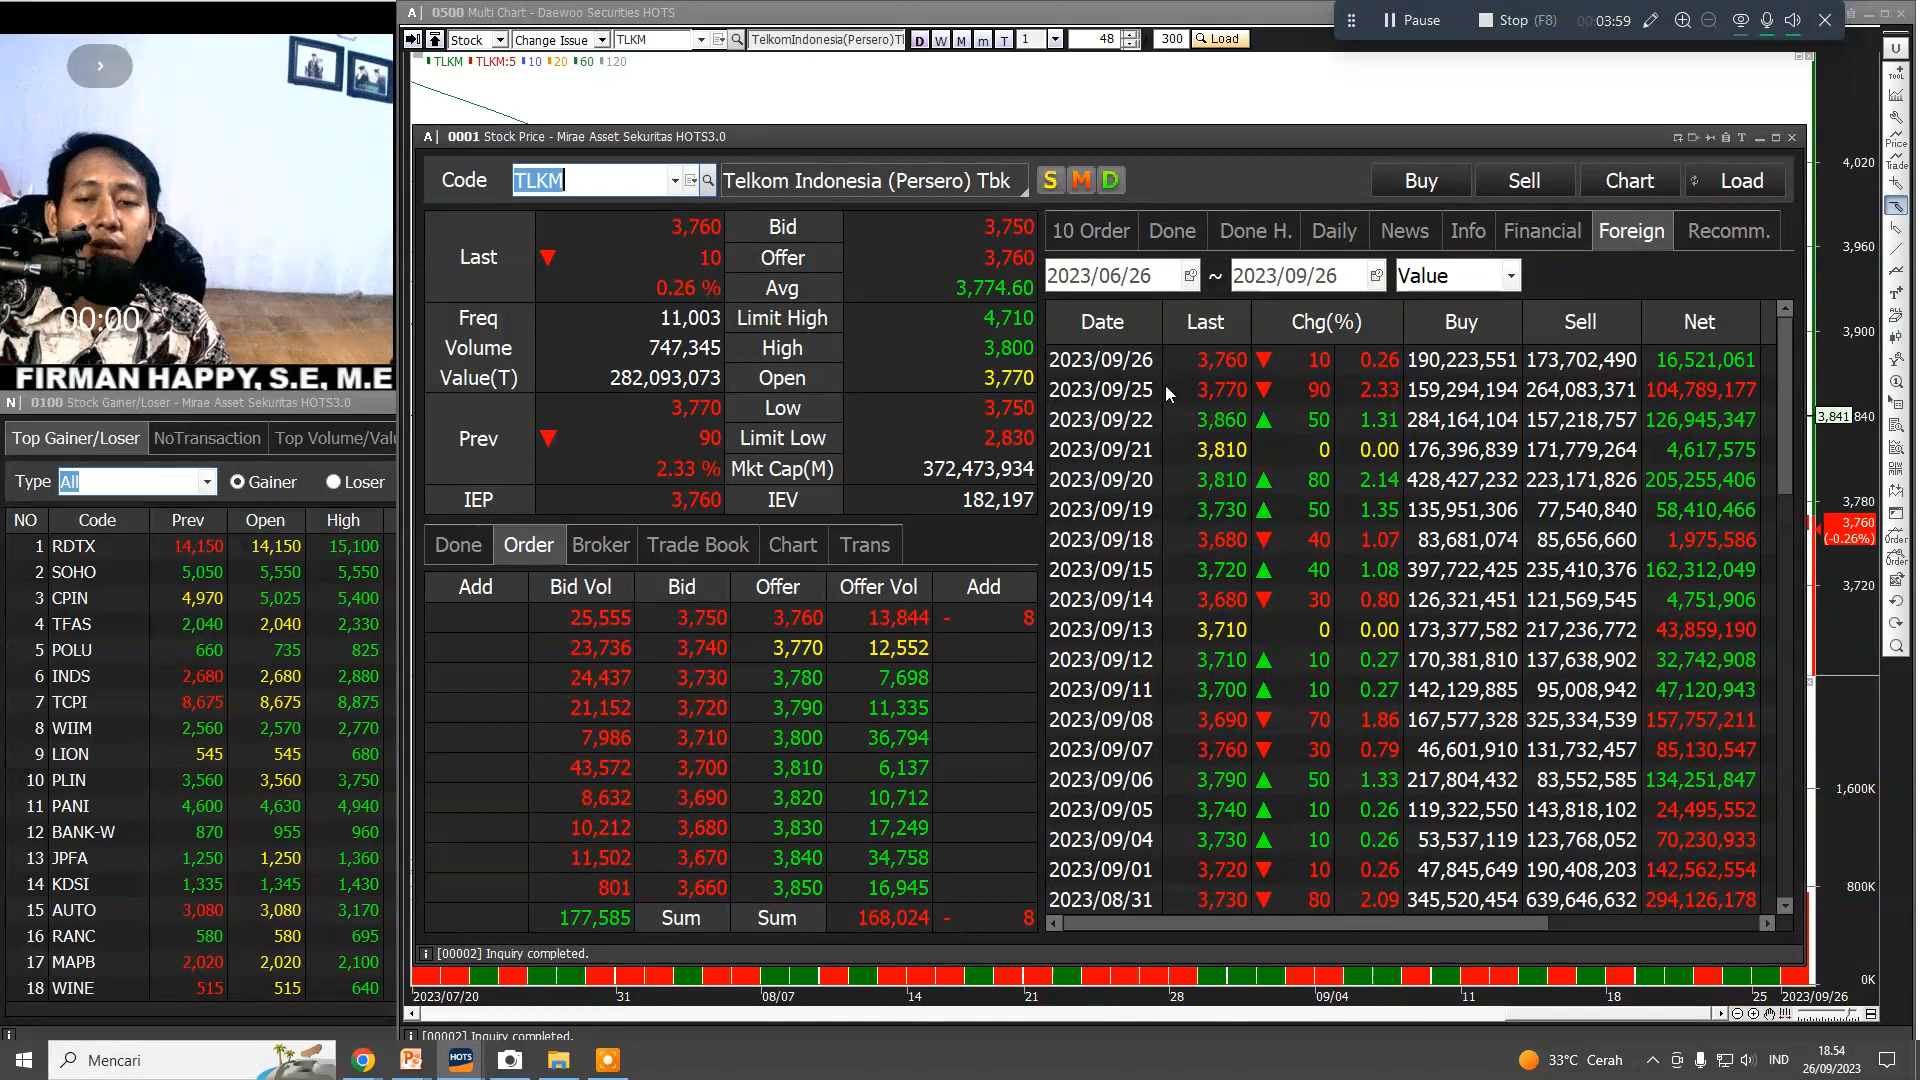 A 0500 Multi Chart - Daewoo Securities HOTS
Pause Stop (F8) 00:03:59
Stock Change Issue TLKM TelkomIndonesia(Persero)Tl D W M m T 1 48 300 Load
TLKM TLKM:5 10 20 60 120
A 0001 Stock Price - Mirae Asset Sekuritas HOTS3.0
Code TLKM Telkom Indonesia (Persero) Tbk S M D Buy Sell Chart Load
Last 3,760 Bid 3,750
▼ 10 Offer 3,760
0.26 % Avg 3,774.60
Freq 11,003 Limit High 4,710
Volume 747,345 High 3,800
Value(T) 282,093,073 Open 3,770
Prev 3,770 Low 3,750
▼ 90 Limit Low 2,830
2.33 % Mkt Cap(M) 372,473,934
IEP 3,760 IEV 182,197
Done Order Broker Trade Book Chart Trans
Add Bid Vol Bid Offer Offer Vol Add
25,555 3,750 3,760 13,844 - 8
23,736 3,740 3,770 12,552
24,437 3,730 3,780 7,698
21,152 3,720 3,790 11,335
7,986 3,710 3,800 36,794
43,572 3,700 3,810 6,137
8,632 3,690 3,820 10,712
10,212 3,680 3,830 17,249
11,502 3,670 3,840 34,758
801 3,660 3,850 16,945
177,585 Sum Sum 168,024 - 8
10 Order Done Done H. Daily News Info Financial Foreign Recomm.
2023/06/26 ~ 2023/09/26 Value
Date Last Chg(%) Buy Sell Net
2023/09/26 3,760 ▼ 10 0.26 190,223,551 173,702,490 16,521,061
2023/09/25 3,770 ▼ 90 2.33 159,294,194 264,083,371 104,789,177
2023/09/22 3,860 ▲ 50 1.31 284,164,104 157,218,757 126,945,347
2023/09/21 3,810 0 0.00 176,396,839 171,779,264 4,617,575
2023/09/20 3,810 ▲ 80 2.14 428,427,232 223,171,826 205,255,406
2023/09/19 3,730 ▲ 50 1.35 135,951,306 77,540,840 58,410,466
2023/09/18 3,680 ▼ 40 1.07 83,681,074 85,656,660 1,975,586
2023/09/15 3,720 ▲ 40 1.08 397,722,425 235,410,376 162,312,049
2023/09/14 3,680 ▼ 30 0.80 126,321,451 121,569,545 4,751,906
2023/09/13 3,710 0 0.00 173,377,582 217,236,772 43,859,190
2023/09/12 3,710 ▲ 10 0.27 170,381,810 137,638,902 32,742,908
2023/09/11 3,700 ▲ 10 0.27 142,129,885 95,008,942 47,120,943
2023/09/08 3,690 ▼ 70 1.86 167,577,328 325,334,539 157,757,211
2023/09/07 3,760 ▼ 30 0.79 46,601,910 131,732,457 85,130,547
2023/09/06 3,790 ▲ 50 1.33 217,804,432 83,552,585 134,251,847
2023/09/05 3,740 ▲ 10 0.26 119,322,550 143,818,102 24,495,552
2023/09/04 3,730 ▲ 10 0.26 53,537,119 123,768,052 70,230,933
2023/09/01 3,720 ▼ 10 0.26 47,845,649 190,408,203 142,562,554
2023/08/31 3,730 ▼ 80 2.09 345,520,454 639,646,632 294,126,178
[00002] Inquiry completed.
2023/07/20 31 08/07 14 21 28 09/04 11 18 25 2023/09/26
[00002] Inquiry completed.
4,020
3,960
3,900
3,841 840
3,780
3,760
(-0.26%)
3,720
1,600K
800K
0K
U
TOOL
Price
Trade
Order
Order
00:00
FIRMAN HAPPY, S.E, M.E
N 0100 Stock Gainer/Loser - Mirae Asset Sekuritas HOTS3.0
Top Gainer/Loser NoTransaction Top Volume/Valu
Type All Gainer Loser
NO Code Prev Open High
1 RDTX 14,150 14,150 15,100
2 SOHO 5,050 5,550 5,550
3 CPIN 4,970 5,025 5,400
4 TFAS 2,040 2,040 2,330
5 POLU 660 735 825
6 INDS 2,680 2,680 2,880
7 TCPI 8,675 8,675 8,875
8 WIIM 2,560 2,570 2,770
9 LION 545 545 680
10 PLIN 3,560 3,560 3,750
11 PANI 4,600 4,630 4,940
12 BANK-W 870 955 960
13 JPFA 1,250 1,250 1,360
14 KDSI 1,335 1,345 1,430
15 AUTO 3,080 3,080 3,170
16 RANC 580 580 695
17 MAPB 2,020 2,020 2,100
18 WINE 515 515 640
Mencari HOTS 33°C Cerah IND 18.54
26/09/2023